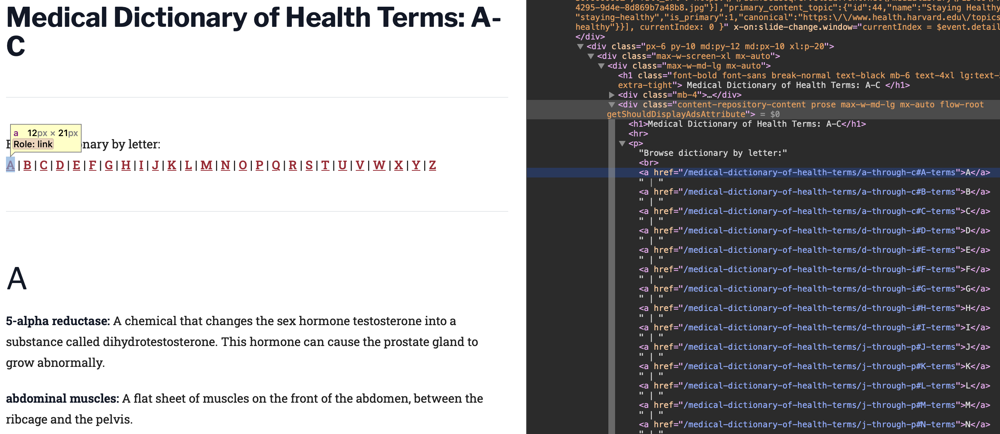 Medical Dictionary of Health Terms: A-
C
a 12px × 21px
Role: link
nary by letter:
A | B | C | D | E | F | G | H | I | J | K | L | M | N | O | P | Q | R | S | T | U | V | W | X | Y | Z
A
5-alpha reductase: A chemical that changes the sex hormone testosterone into a
substance called dihydrotestosterone. This hormone can cause the prostate gland to
grow abnormally.
abdominal muscles: A flat sheet of muscles on the front of the abdomen, between the
ribcage and the pelvis.
4295-9d4e-8d869b7a48b8.jpg"}],"primary_content_topic":{"id":44,"name":"Staying Healthy
"staying-healthy","is_primary":1,"canonical":"https:\/\/www.health.harvard.edu\/topics
healthy"}}], currentIndex: 0 }" x-on:slide-change.window="currentIndex = $event.detail
</div>
<div class="px-6 py-10 md:py-12 md:px-10 xl:p-20">
<div class="max-w-screen-xl mx-auto">
<div class="max-w-md-lg mx-auto">
<h1 class="font-bold font-sans break-normal text-black mb-6 text-4xl lg:text-
extra-tight"> Medical Dictionary of Health Terms: A-C </h1>
<div class="mb-4">…</div>
<div class="content-repository-content prose max-w-md-lg mx-auto flow-root
getShouldDisplayAdsAttribute"> = $0
<h1>Medical Dictionary of Health Terms: A-C</h1>
<hr>
<p>
"Browse dictionary by letter:"
<br>
<a href="/medical-dictionary-of-health-terms/a-through-c#A-terms">A</a>
" | "
<a href="/medical-dictionary-of-health-terms/a-through-c#B-terms">B</a>
" | "
<a href="/medical-dictionary-of-health-terms/a-through-c#C-terms">C</a>
" | "
<a href="/medical-dictionary-of-health-terms/d-through-i#D-terms">D</a>
" | "
<a href="/medical-dictionary-of-health-terms/d-through-i#E-terms">E</a>
" | "
<a href="/medical-dictionary-of-health-terms/d-through-i#F-terms">F</a>
" | "
<a href="/medical-dictionary-of-health-terms/d-through-i#G-terms">G</a>
" | "
<a href="/medical-dictionary-of-health-terms/d-through-i#H-terms">H</a>
" | "
<a href="/medical-dictionary-of-health-terms/d-through-i#I-terms">I</a>
" | "
<a href="/medical-dictionary-of-health-terms/j-through-p#J-terms">J</a>
" | "
<a href="/medical-dictionary-of-health-terms/j-through-p#K-terms">K</a>
" | "
<a href="/medical-dictionary-of-health-terms/j-through-p#L-terms">L</a>
" | "
<a href="/medical-dictionary-of-health-terms/j-through-p#M-terms">M</a>
" | "
<a href="/medical-dictionary-of-health-terms/j-through-p#N-terms">N</a>
" | "